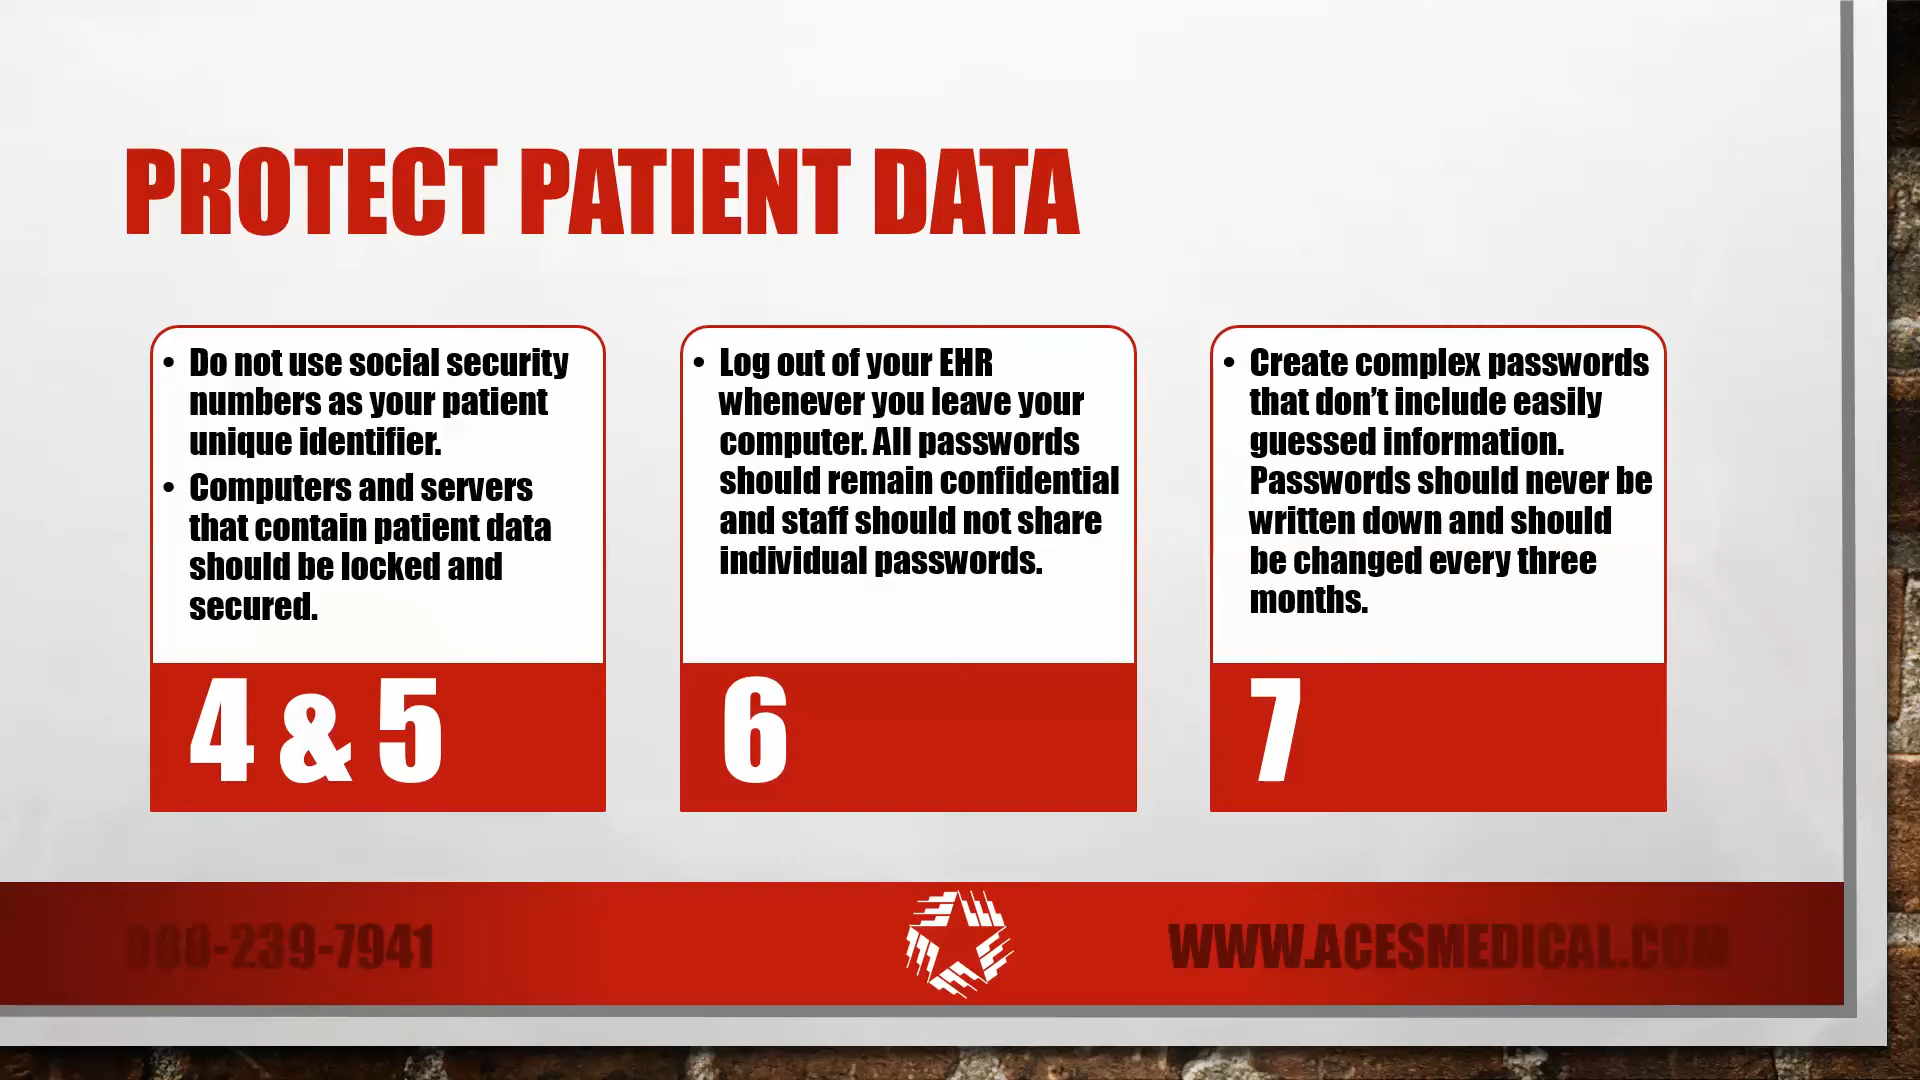 PROTECT PATIENT DATA
• Do not use social security
numbers as your patient
unique identifier.
• Computers and servers
that contain patient data
should be locked and
secured.
4 & 5
• Log out of your EHR
whenever you leave your
computer. All passwords
should remain confidential
and staff should not share
individual passwords.
6
• Create complex passwords
that don’t include easily
guessed information.
Passwords should never be
written down and should
be changed every three
months.
7
-239-7941
WWW.ACESMEDICAL.COM